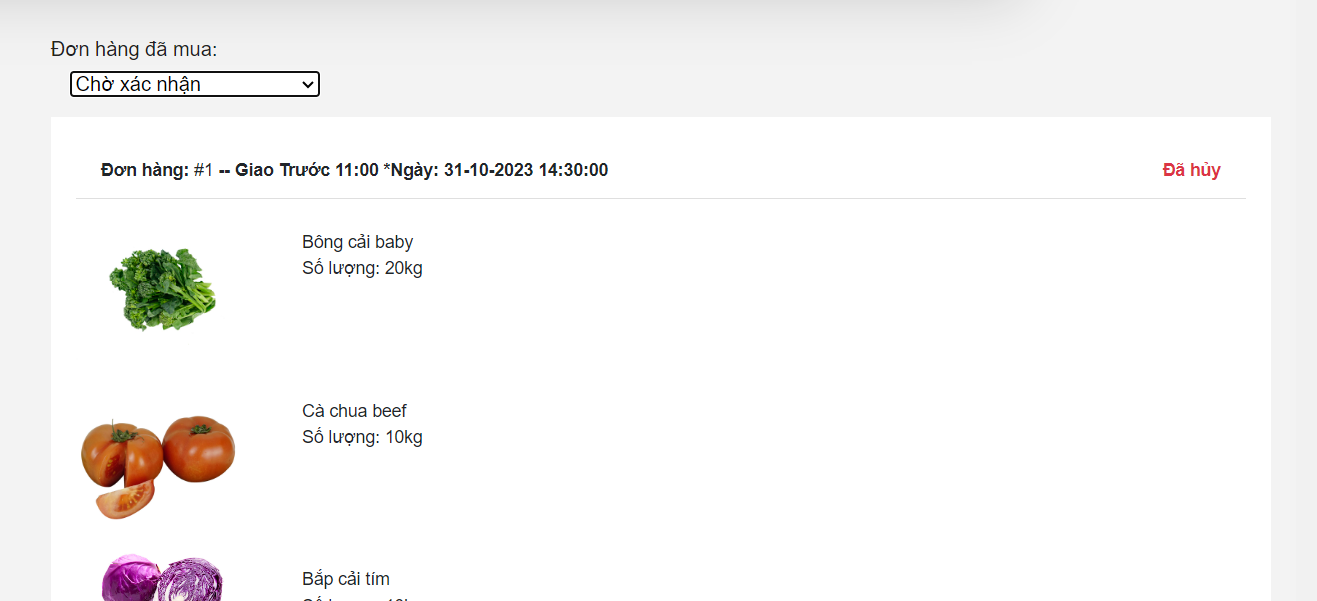 Đơn hàng đã mua:
Chờ xác nhận
Đơn hàng: #1 -- Giao Trước 11:00 *Ngày: 31-10-2023 14:30:00 Đã hủy
Bông cải baby
Số lượng: 20kg
Cà chua beef
Số lượng: 10kg
Bắp cải tím